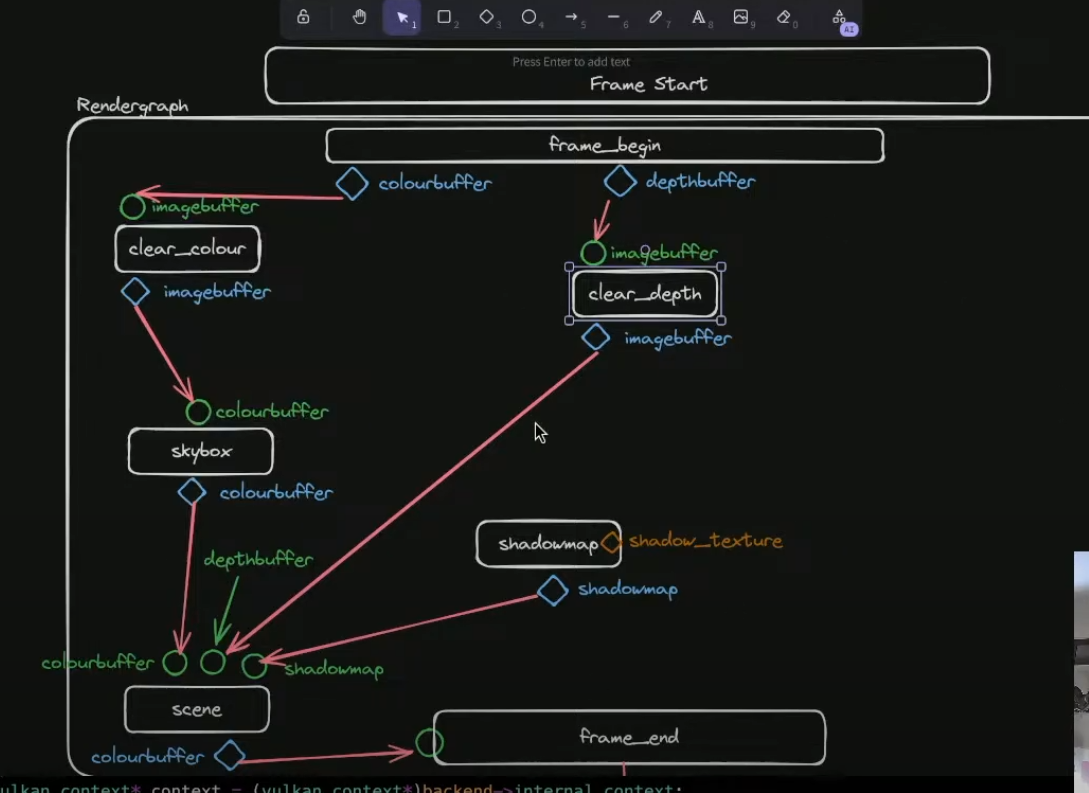 1
2
3
4
5
6
7
8
9
0
AI
Press Enter to add text
Frame Start
Rendergraph
frame_begin
colourbuffer
depthbuffer
imagebuffer
clear_colour
imagebuffer
imagebuffer
clear_depth
imagebuffer
colourbuffer
skybox
colourbuffer
shadowmap
shadow_texture
depthbuffer
shadowmap
colourbuffer
shadowmap
scene
frame_end
colourbuffer
vulkan_context* context = (vulkan_context*)backend->internal_context;